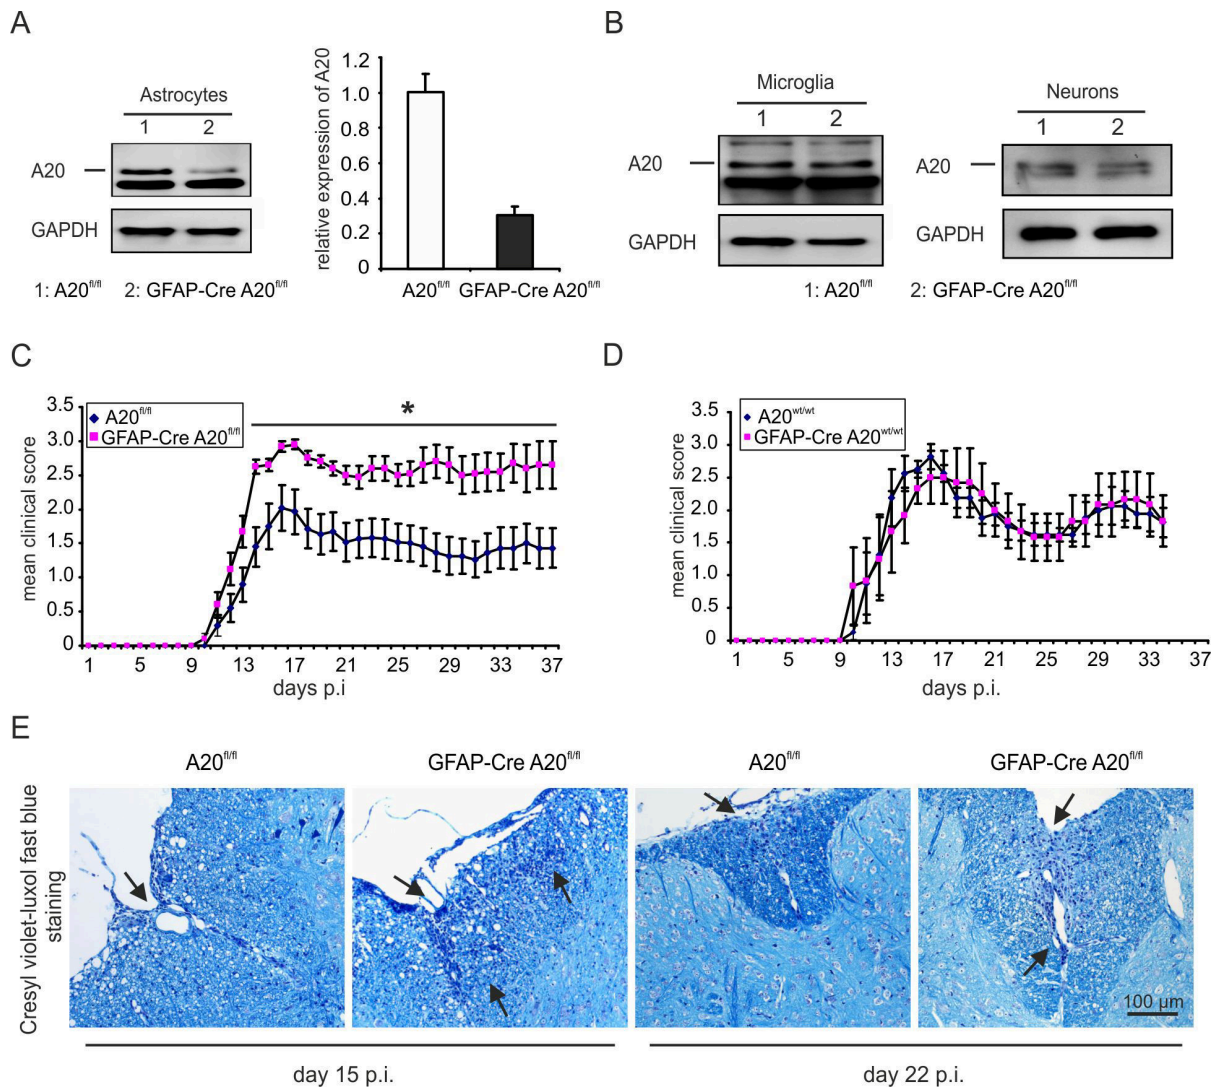 A
Astrocytes
1 2
A20
GAPDH
1: A20fl/fl 2: GFAP-Cre A20fl/fl
relative expression of A20
1.2
1.0
0.8
0.6
0.4
0.2
0
A20fl/fl GFAP-Cre A20fl/fl
B
Microglia
1 2
A20
GAPDH
Neurons
1 2
A20
GAPDH
1: A20fl/fl 2: GFAP-Cre A20fl/fl
C
mean clinical score
3.5
3.0
2.5
2.0
1.5
1.0
0.5
0
A20fl/fl
GFAP-Cre A20fl/fl
*
1 5 9 13 17 21 25 29 33 37
days p.i
D
mean clinical score
3.5
3.0
2.5
2.0
1.5
1.0
0.5
0
A20wt/wt
GFAP-Cre A20wt/wt
1 5 9 13 17 21 25 29 33 37
days p.i.
E
A20fl/fl GFAP-Cre A20fl/fl A20fl/fl GFAP-Cre A20fl/fl
Cresyl violet-luxol fast blue
staining
100 µm
day 15 p.i. day 22 p.i.